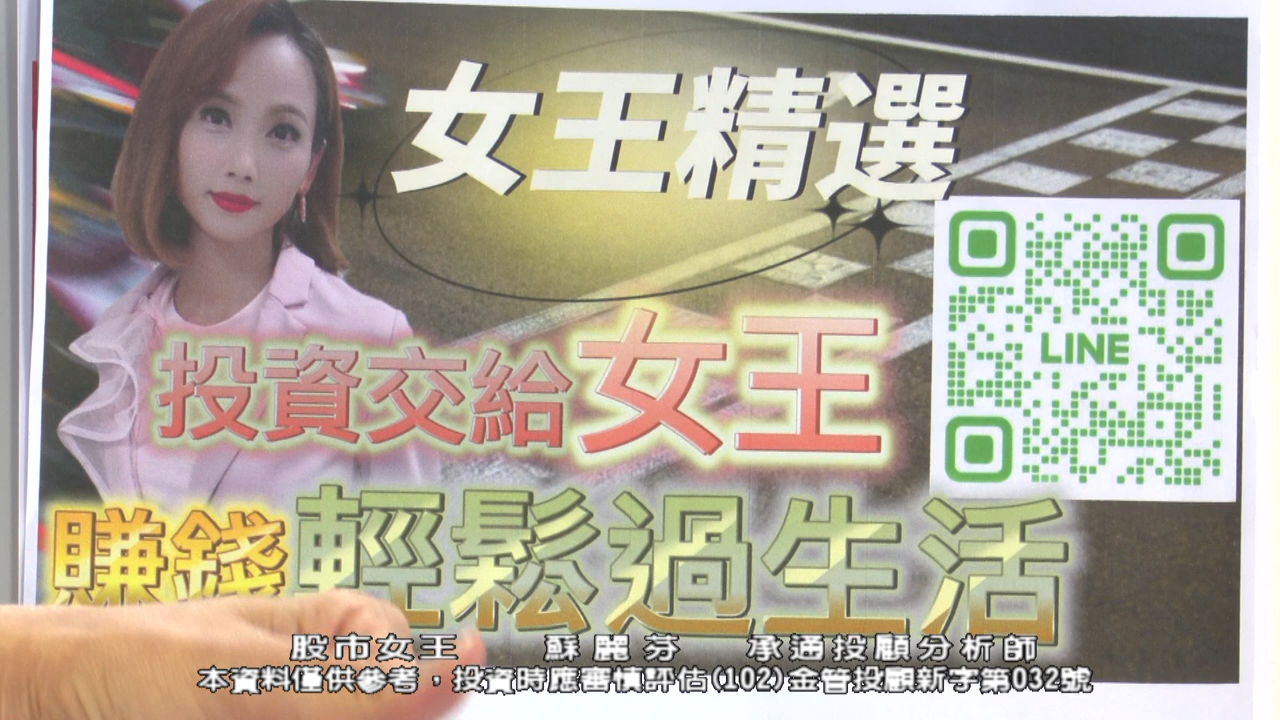 女王精選
LINE
投資交給女王
賺錢輕鬆過生活
股市女王 蘇麗芬 承通投顧分析師
本資料僅供參考，投資時應審慎評估(102)金管投顧新字第032號